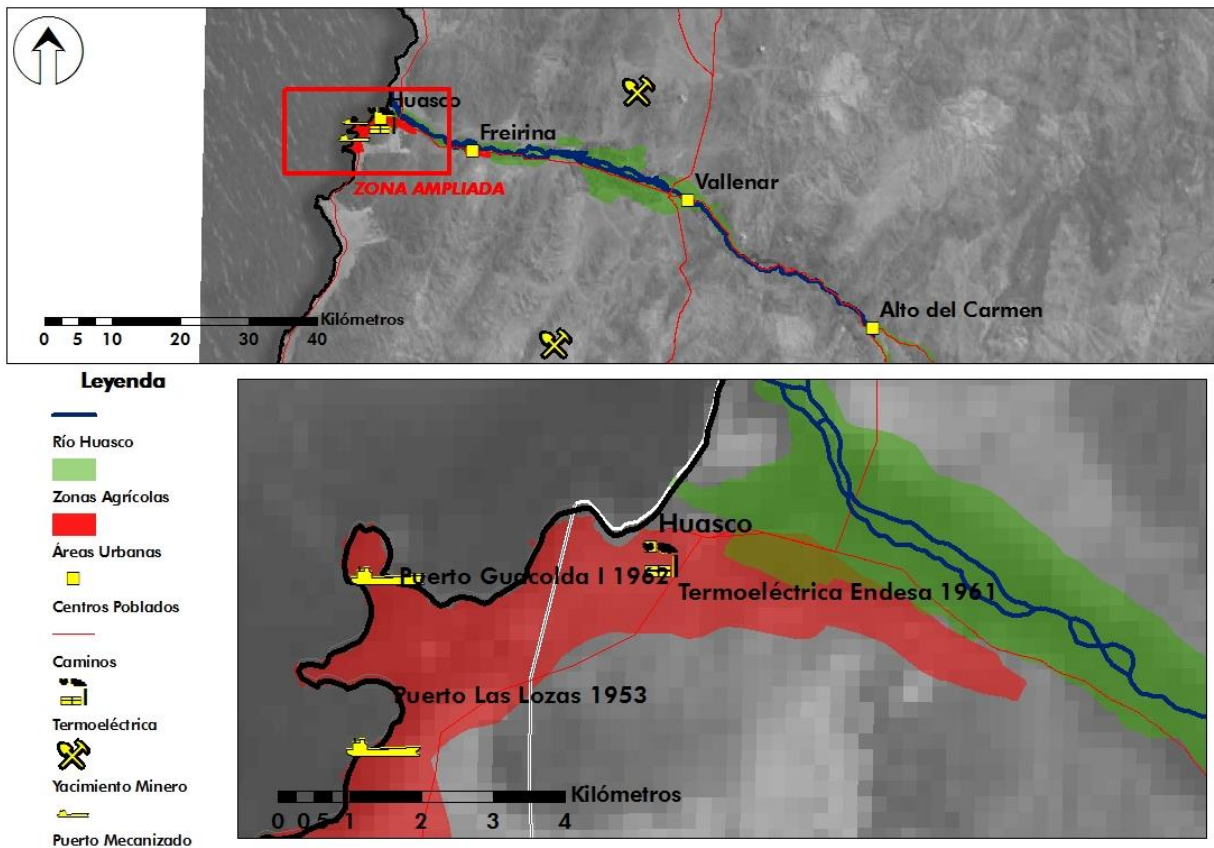 Huasco
Freirina
ZONA AMPLIADA
Vallenar
Alto del Carmen
Kilómetros
0 5 10 20 30 40
Leyenda
Río Huasco
Zonas Agrícolas
Áreas Urbanas
Centros Poblados
Caminos
Termoeléctrica
Yacimiento Minero
Puerto Mecanizado
Huasco
Puerto Guacolda I 1962
Termoeléctrica Endesa 1961
Puerto Las Lozas 1953
Kilómetros
0 0,5 1 2 3 4